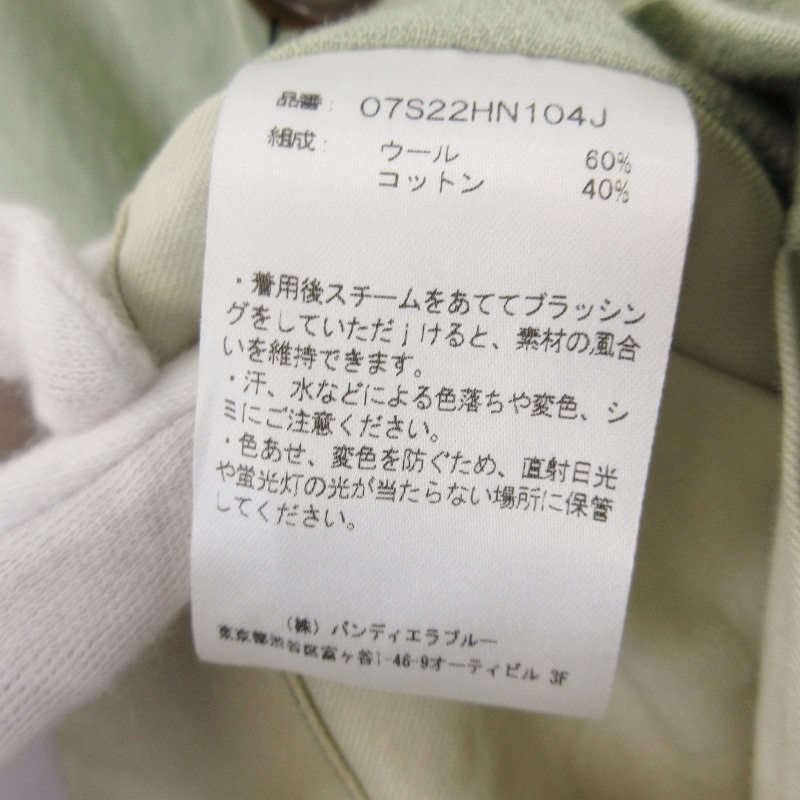 品番: 07S22HN104J
組成: ウール 60%
コットン 40%
・着用後スチームをあててブラッシン
グをしていただjけると、素材の風合
いを維持できます。
・汗、水などによる色落ちや変色、シ
ミにご注意ください。
・色あせ、変色を防ぐため、直射日光
や蛍光灯の光が当たらない場所に保管
してください。
(株) バンディエラブルー
東京都渋谷区富ヶ谷1-46-9オーティビル 3F